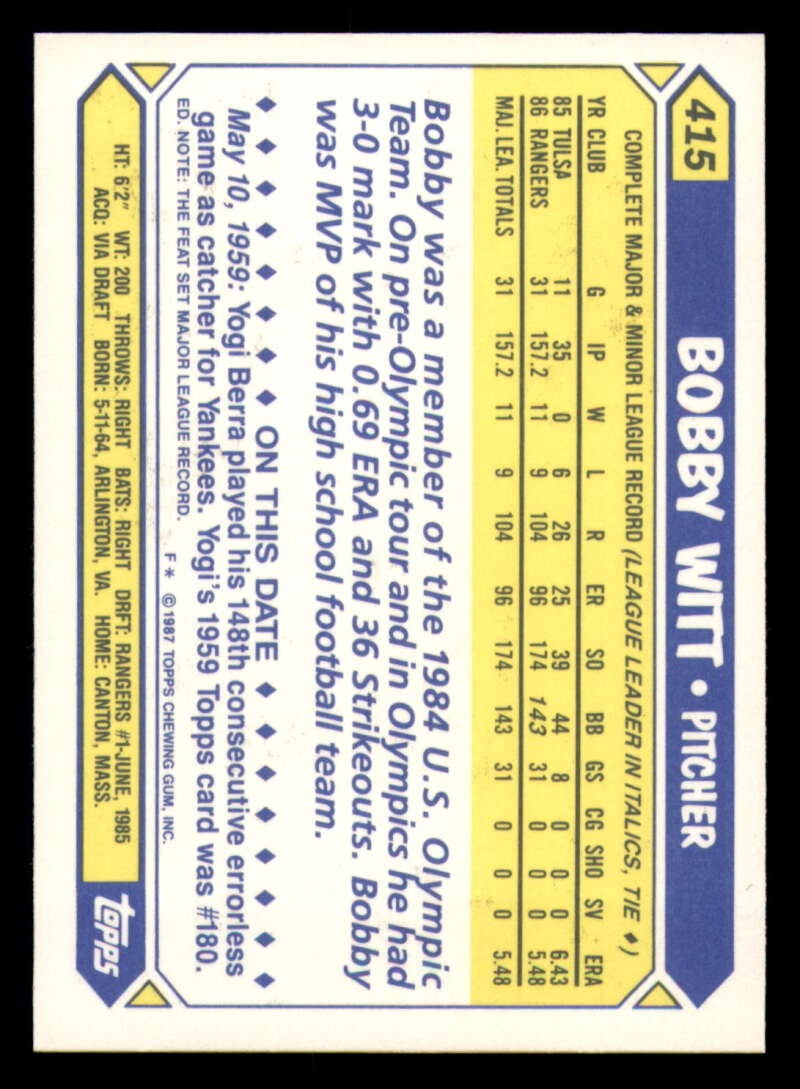 415 BOBBY WITT • PITCHER
COMPLETE MAJOR & MINOR LEAGUE RECORD (LEAGUE LEADER IN ITALICS, TIE ♦)
YR CLUB G IP W L R ER SO BB GS CG SHO SV ERA
85 TULSA 11 35 0 6 26 25 39 44 8 0 0 0 6.43
86 RANGERS 31 157.2 11 9 104 96 174 143 31 0 0 0 5.48
MAJ. LEA. TOTALS 31 157.2 11 9 104 96 174 143 31 0 0 0 5.48
Bobby was a member of the 1984 U.S. Olympic
Team. On pre-Olympic tour and in Olympics he had
3-0 mark with 0.69 ERA and 36 Strikeouts. Bobby
was MVP of his high school football team.
♦ ♦ ♦ ♦ ♦ ♦ ♦ ♦ ON THIS DATE ♦ ♦ ♦ ♦ ♦ ♦ ♦ ♦
May 10, 1959: Yogi Berra played his 148th consecutive errorless
game as catcher for Yankees. Yogi's 1959 Topps card was #180.
ED. NOTE: THE FEAT SET MAJOR LEAGUE RECORD.
F * © 1987 TOPPS CHEWING GUM, INC.
HT: 6'2" WT: 200 THROWS: RIGHT BATS: RIGHT DRFT: RANGERS #1-JUNE, 1985
ACQ: VIA DRAFT BORN: 5-11-64, ARLINGTON, VA. HOME: CANTON, MASS.
topps